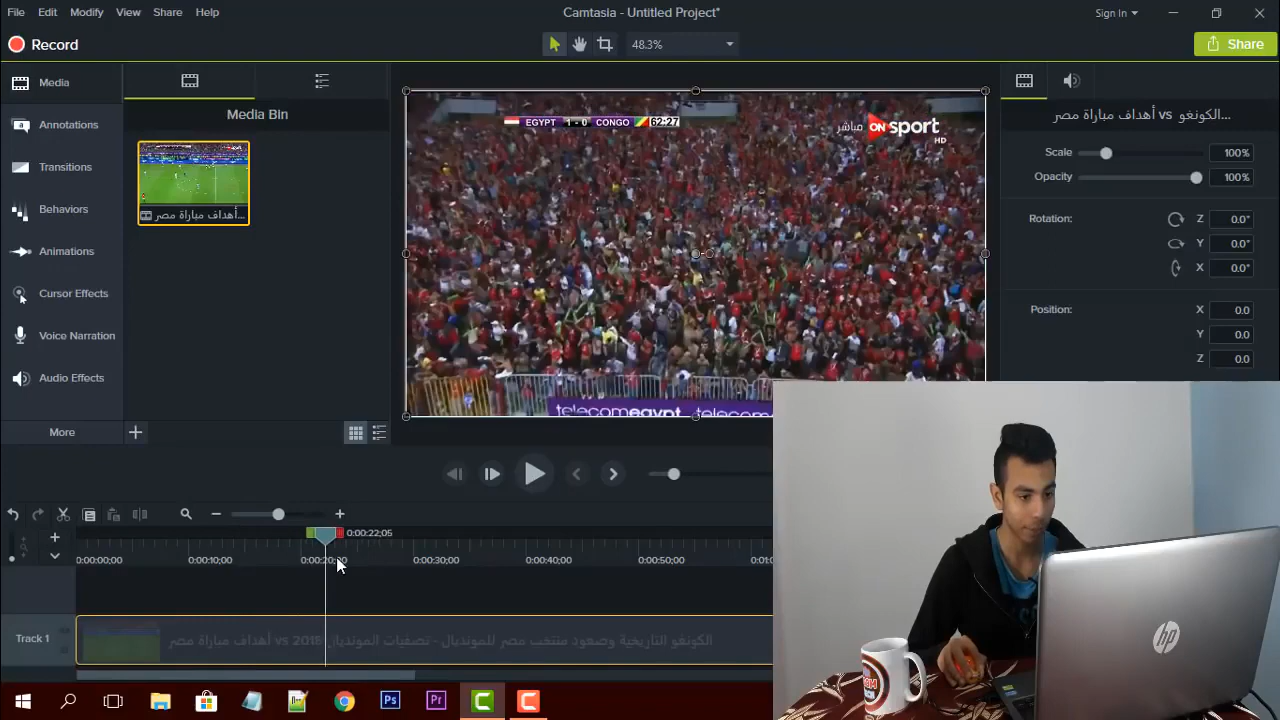 File Edit Modify View Share Help
Camtasia - Untitled Project*
Sign In
Record
48.3%
Share
Media
Media Bin
Annotations
Transitions
Behaviors
Animations
Cursor Effects
Voice Narration
Audio Effects
More
أهداف مباراة مصر...
EGYPT 1 - 0 CONGO 62:27
مباشر ON sport
HD
telecomegypt telecom
الكونغو vs أهداف مباراة مصر...
Scale 100%
Opacity 100%
Rotation: Z 0.0°
Y 0.0°
X 0.0°
Position: X 0.0
Y 0.0
Z 0.0
0:00:22;05
0:00:00;00 0:00:10;00 0:00:20;00 0:00:30;00 0:00:40;00 0:00:50;00
Track 1
الكونغو التاريخية وصعود منتخب مصر للمونديال - تصفيات المونديال 2018 vs أهداف مباراة مصر
Ps
Pr
hp